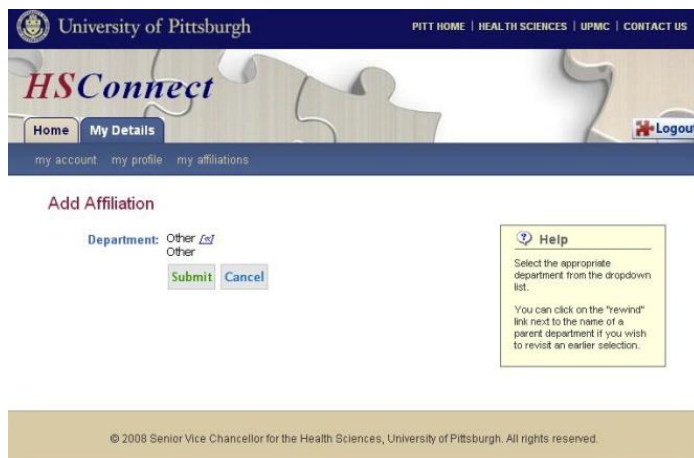 University of Pittsburgh
PITT HOME | HEALTH SCIENCES | UPMC | CONTACT US
HSConnect
Home
My Details
Logout
my account my profile my affiliations
Add Affiliation
Department: Other [«]
Other
Submit Cancel
Help
Select the appropriate
department from the dropdown
list.
You can click on the "rewind"
link next to the name of a
parent department if you wish
to revisit an earlier selection.
© 2008 Senior Vice Chancellor for the Health Sciences, University of Pittsburgh. All rights reserved.